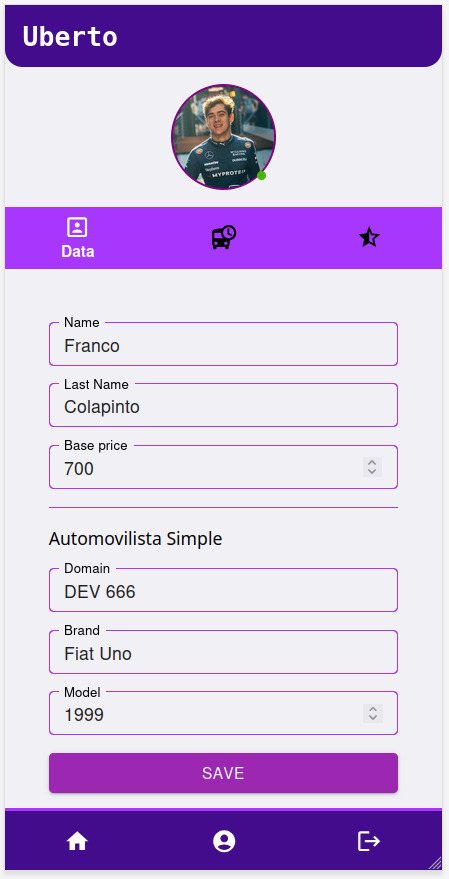 Uberto
MYPROTEIN
Data
Name
Franco
Last Name
Colapinto
Base price
700
Automovilista Simple
Domain
DEV 666
Brand
Fiat Uno
Model
1999
SAVE